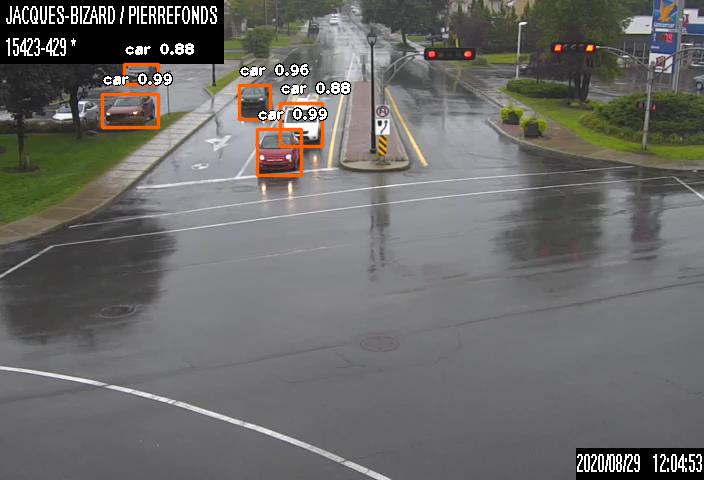 JACQUES-BIZARD / PIERREFONDS
15423-429 *
car 0.88
car 0.99
car 0.96
car 0.88
car 0.99
2020/08/29 12:04:53